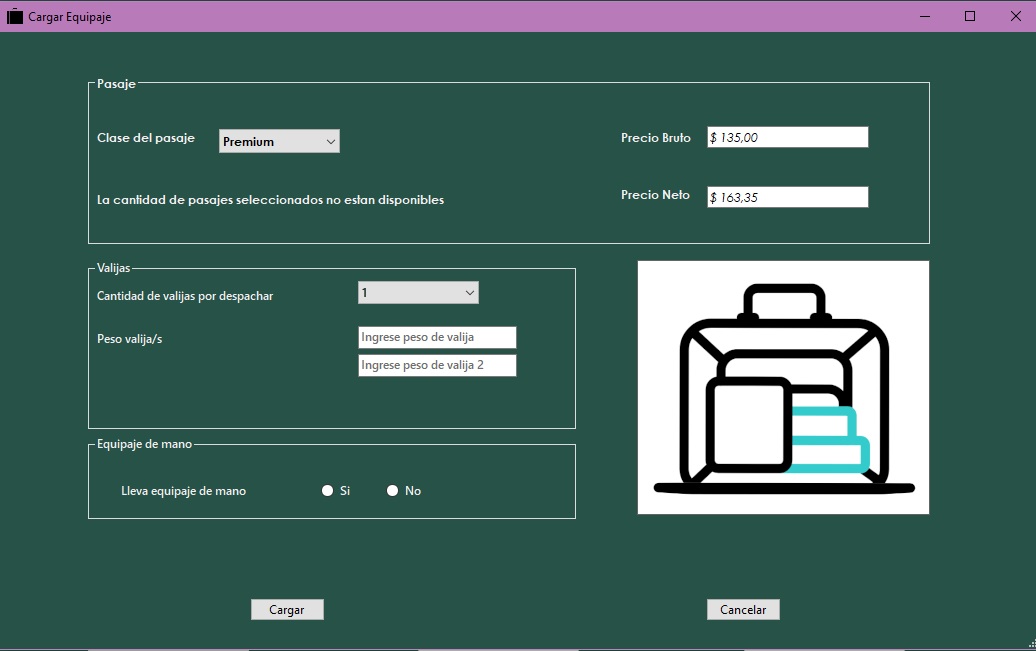 Cargar Equipaje
Pasaje
Clase del pasaje
Premium
Precio Bruto
$ 135,00
La cantidad de pasajes seleccionados no estan disponibles
Precio Neto
$ 163,35
Valijas
Cantidad de valijas por despachar
1
Peso valija/s
Ingrese peso de valija
Ingrese peso de valija 2
Equipaje de mano
Lleva equipaje de mano
Si
No
Cargar
Cancelar